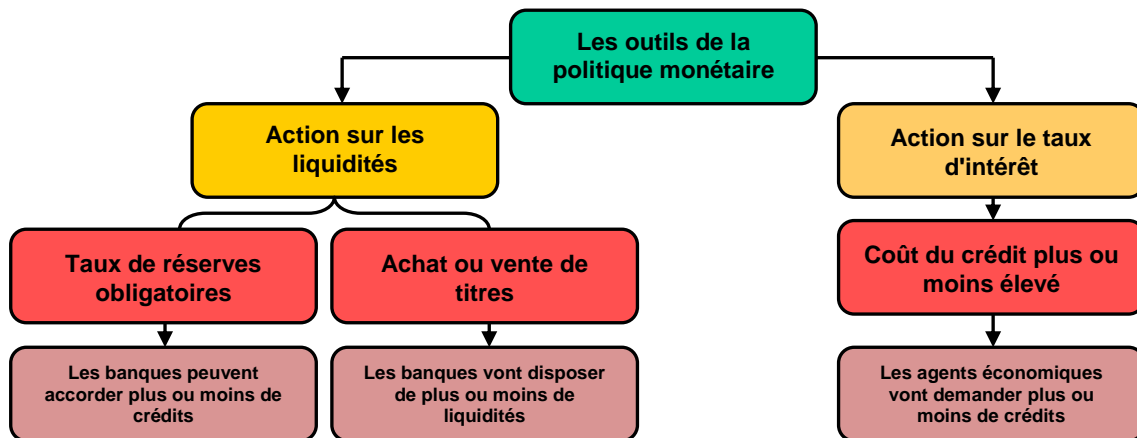 Les outils de la
politique monétaire
Action sur les
liquidités
Action sur le taux
d'intérêt
Taux de réserves
obligatoires
Achat ou vente de
titres
Coût du crédit plus ou
moins élevé
Les banques peuvent
accorder plus ou moins de
crédits
Les banques vont disposer
de plus ou moins de
liquidités
Les agents économiques
vont demander plus ou
moins de crédits